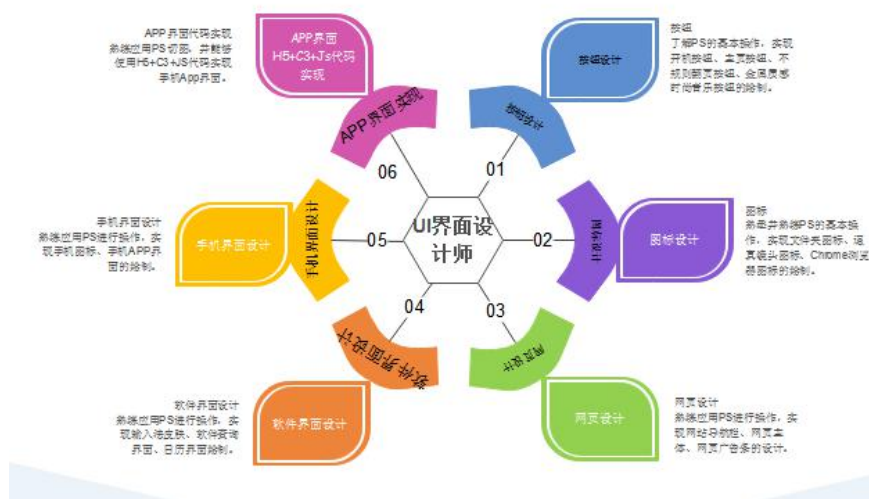 APP界面代码实现
熟练应用PS切图，并能够
使用H5+C3+JS代码实现
手机App界面。
APP界面
H5+C3+Js代码
实现
APP界面实现
06
按钮
了解PS的基本操作，实现
开机按钮、主页按钮、不
规则翻页按钮、金属质感
时尚音乐按钮的绘制。
按钮设计
按钮设计
01
手机界面设计
熟练应用PS进行操作，实
现手机图标、手机APP界
面的绘制。
手机界面设计
手机界面设计
05
UI界面设
计师
02
图标设计
图标设计
图标
熟悉并熟练PS的基本操
作，实现文件夹图标、逼
真镜头图标、Chrome浏览
器图标的绘制。
04
软件界面设计
软件界面设计
软件界面设计
熟练应用PS进行操作，实
现输入法皮肤、软件查询
界面、日历界面绘制。
03
网页设计
网页设计
网页设计
熟练应用PS进行操作，实
现网站导航栏、网页主
体、网页广告条的设计。